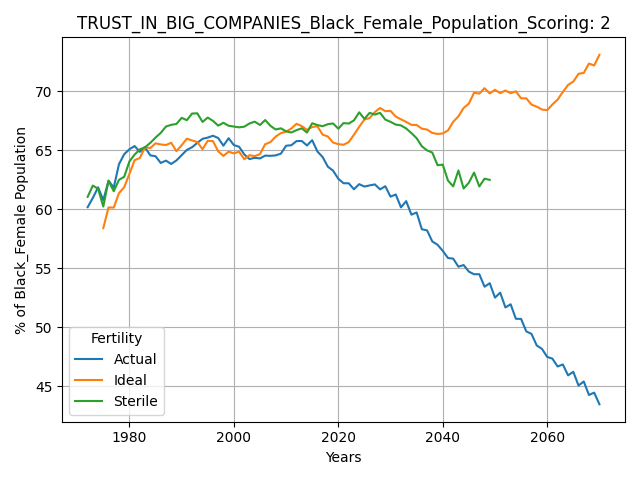 TRUST_IN_BIG_COMPANIES_Black_Female_Population_Scoring: 2
% of Black_Female Population
70
65
60
55
50
45
Fertility
Actual
Ideal
Sterile
1980 2000 2020 2040 2060
Years